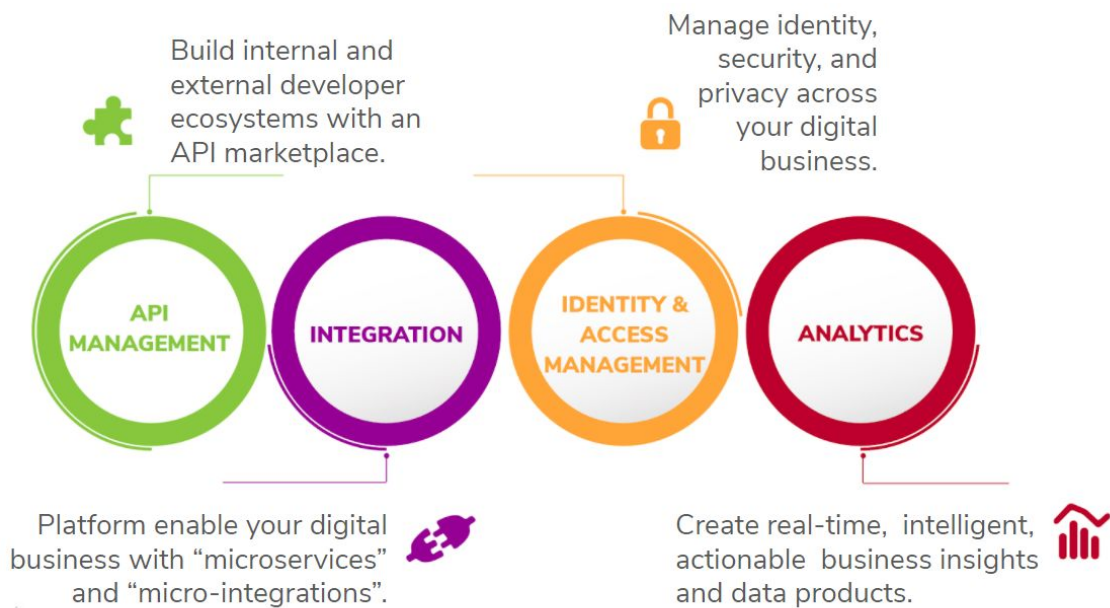 Build internal and
external developer
ecosystems with an
API marketplace.
Manage identity,
security, and
privacy across
your digital
business.
API
MANAGEMENT
INTEGRATION
IDENTITY &
ACCESS
MANAGEMENT
ANALYTICS
Platform enable your digital
business with “microservices”
and “micro-integrations”.
Create real-time, intelligent,
actionable business insights
and data products.